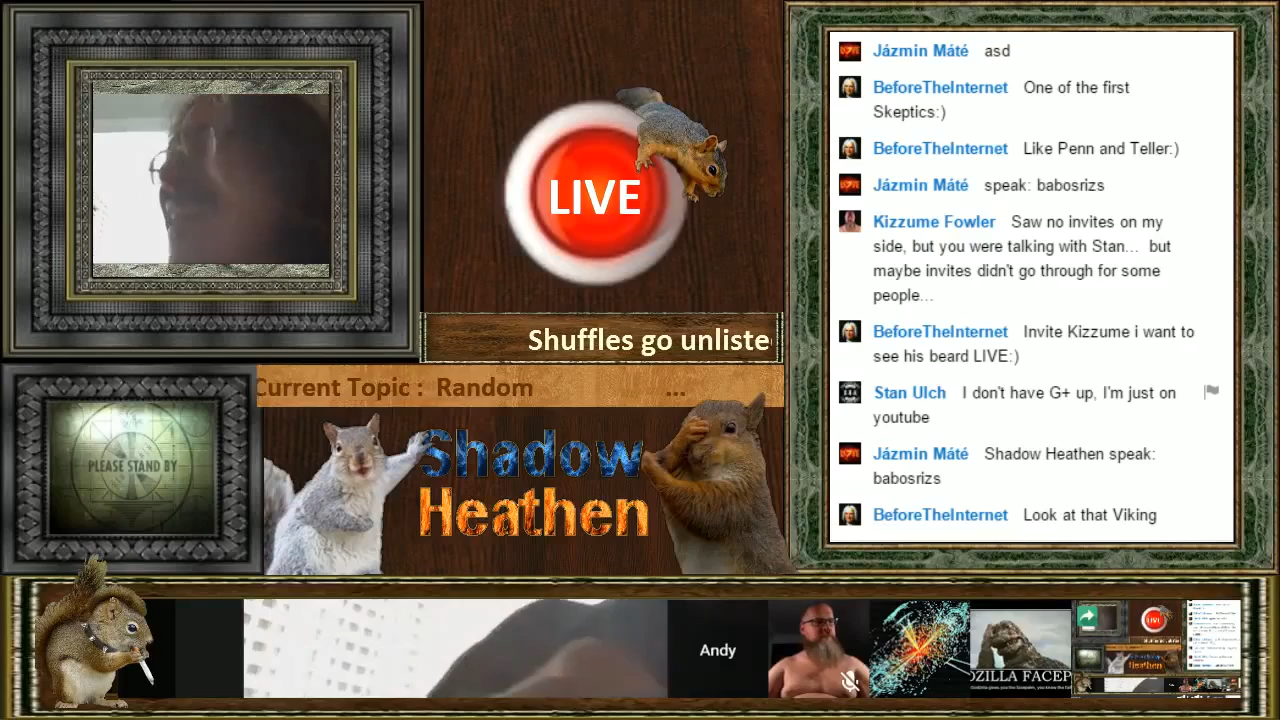 LIVE
Shuffles go unliste
Current Topic : Random ...
PLEASE STAND BY
Shadow
Heathen
Jázmin Máté asd
BeforeTheInternet One of the first
Skeptics:)
BeforeTheInternet Like Penn and Teller:)
Jázmin Máté speak: babosrizs
Kizzume Fowler Saw no invites on my
side, but you were talking with Stan... but
maybe invites didn't go through for some
people...
BeforeTheInternet Invite Kizzume i want to
see his beard LIVE:)
Stan Ulch I don't have G+ up, I'm just on
youtube
Jázmin Máté Shadow Heathen speak:
babosrizs
BeforeTheInternet Look at that Viking
Andy
DZILLA FACEP
LIVE
Shadow
Heathen